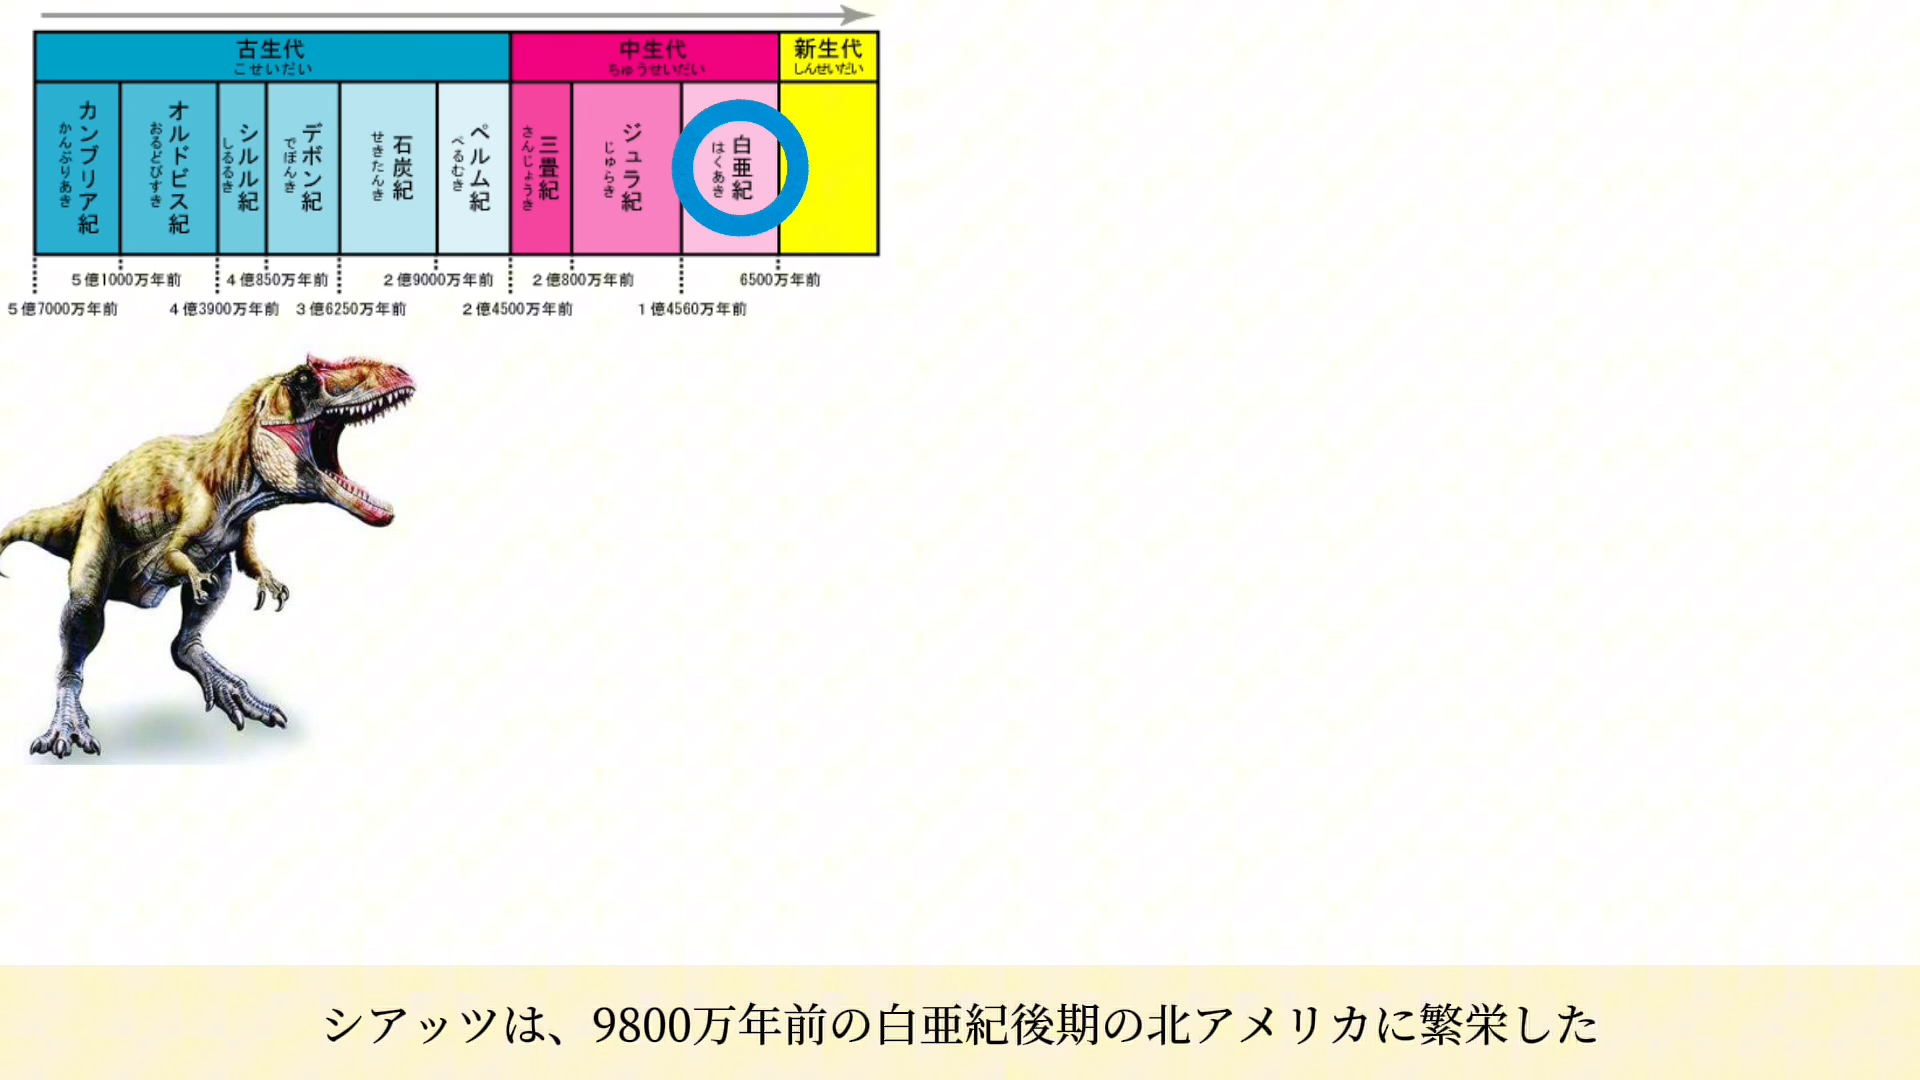 古生代
こせいだい
中生代
ちゅうせいだい
新生代
しんせいだい
カンブリア紀
かんぶりあき
オルドビス紀
おるどびすき
シルル紀
しるるき
デボン紀
でぼんき
石炭紀
せきたんき
ペルム紀
ぺるむき
三畳紀
さんじょうき
ジュラ紀
じゅらき
白亜紀
はくあき
5億1000万年前
4億850万年前
2億9000万年前
2億800万年前
6500万年前
5億7000万年前
4億3900万年前
3億6250万年前
2億4500万年前
1億4560万年前
シアッツは、9800万年前の白亜紀後期の北アメリカに繁栄した